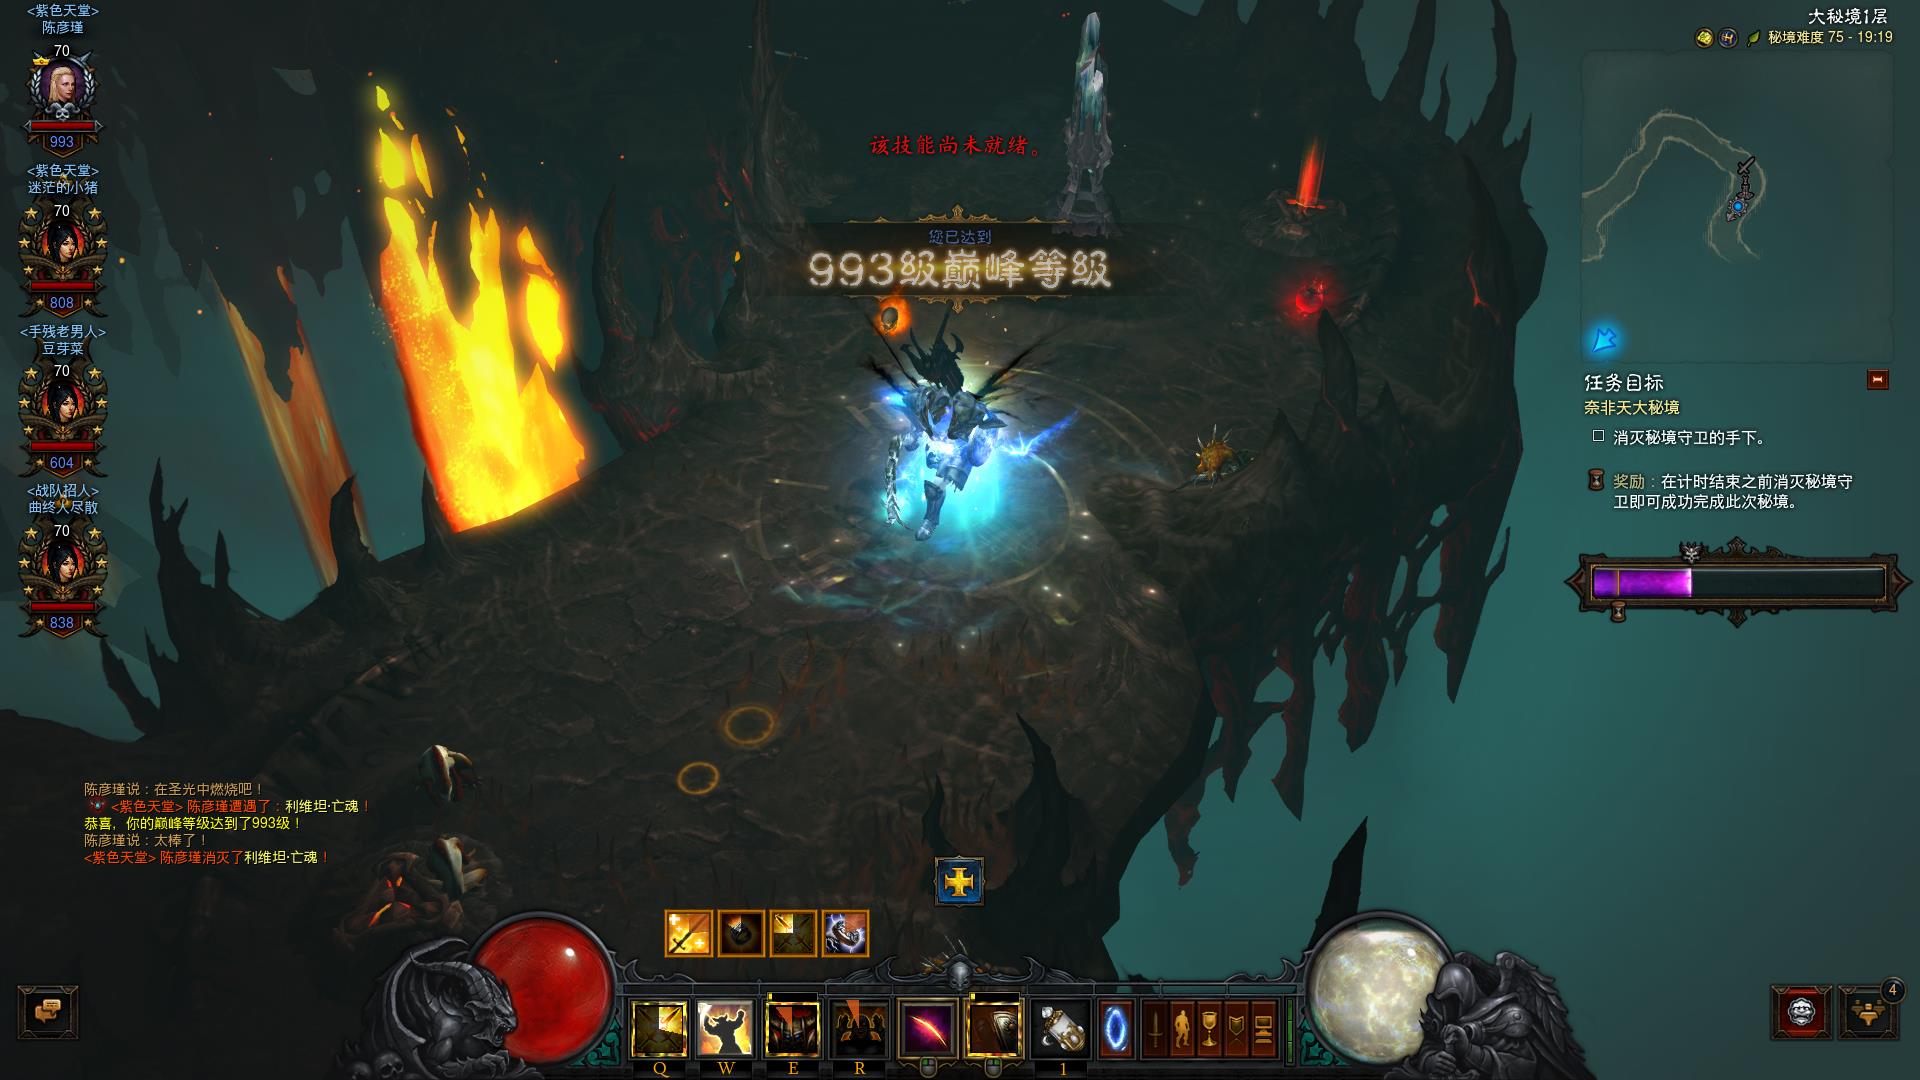 <紫色天堂>
陈彦瑾
70
993
<紫色天堂>
迷茫的小猪
70
808
<手残老男人>
豆芽菜
70
604
<战队招人>
曲终人尽散
70
838
大秘境1层
秘境难度 75 - 19:19
该技能尚未就绪。
您已达到
993级巅峰等级
任务目标
奈非天大秘境
消灭秘境守卫的手下。
奖励：在计时结束之前消灭秘境守
卫即可成功完成此次秘境。
陈彦瑾说：在圣光中燃烧吧！
<紫色天堂> 陈彦瑾遭遇了：利维坦·亡魂！
恭喜，你的巅峰等级达到了993级！
陈彦瑾说：太棒了！
<紫色天堂> 陈彦瑾消灭了利维坦·亡魂！
Q W E R 1
4